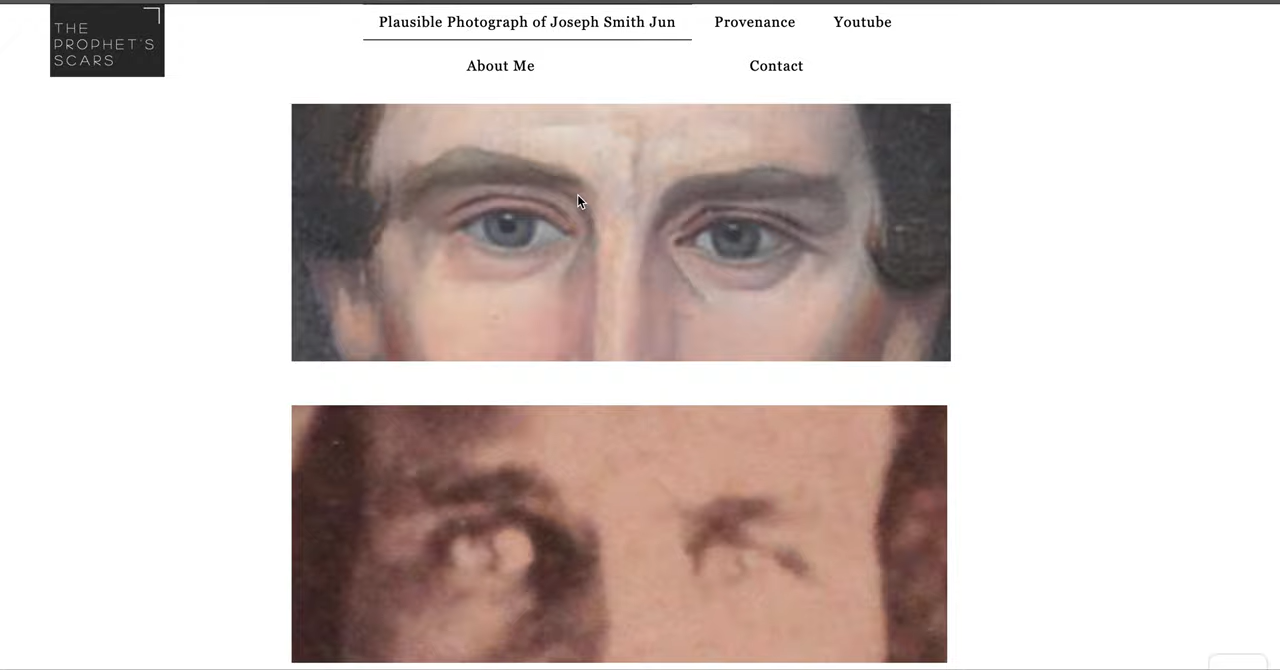 THE
PROPHET'S
SCARS
Plausible Photograph of Joseph Smith Jun
Provenance
Youtube
About Me
Contact